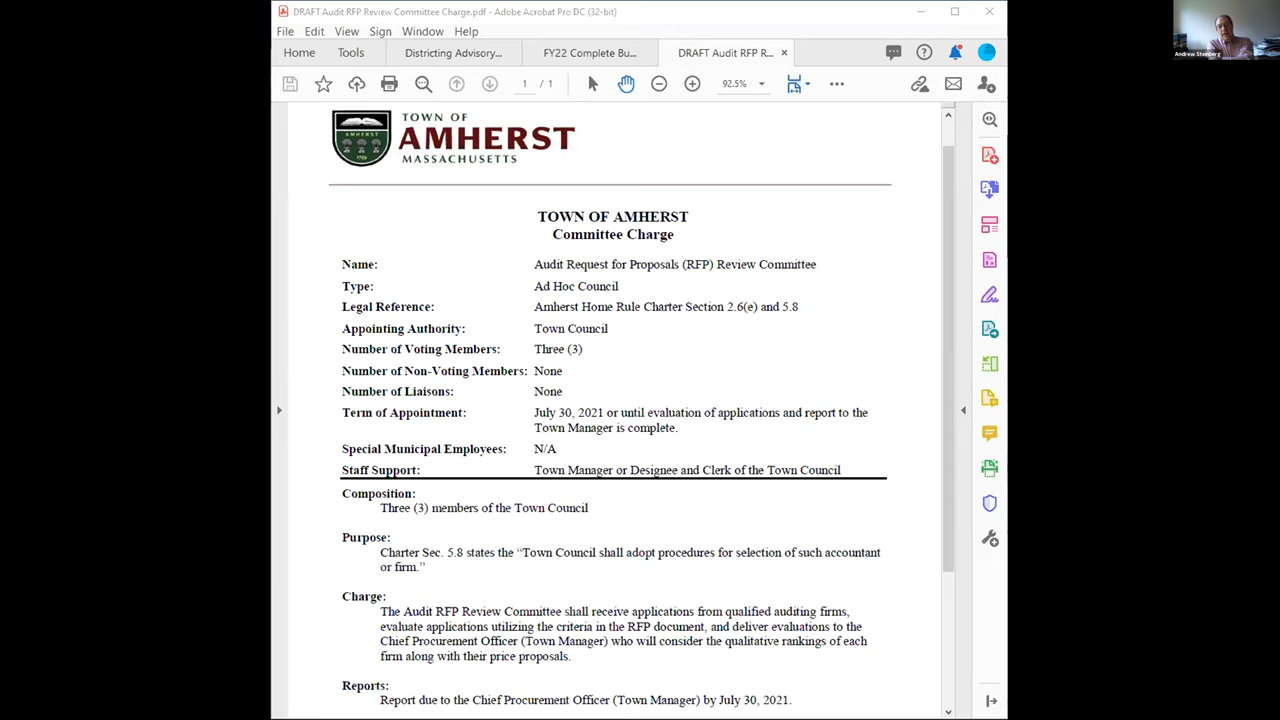 DRAFT Audit RFP Review Committee Charge.pdf - Adobe Acrobat Pro DC (32-bit)
File Edit View Sign Window Help
Home Tools Districting Advisory... FY22 Complete Bu... DRAFT Audit RFP R... ×
1 / 1 92.5%
Andrew Steinberg
TOWN OF
AMHERST
MASSACHUSETTS
AMHERST
1759
TOWN OF AMHERST
Committee Charge
Name: Audit Request for Proposals (RFP) Review Committee
Type: Ad Hoc Council
Legal Reference: Amherst Home Rule Charter Section 2.6(e) and 5.8
Appointing Authority: Town Council
Number of Voting Members: Three (3)
Number of Non-Voting Members: None
Number of Liaisons: None
Term of Appointment: July 30, 2021 or until evaluation of applications and report to the
Town Manager is complete.
Special Municipal Employees: N/A
Staff Support: Town Manager or Designee and Clerk of the Town Council
Composition:
Three (3) members of the Town Council
Purpose:
Charter Sec. 5.8 states the “Town Council shall adopt procedures for selection of such accountant
or firm.”
Charge:
The Audit RFP Review Committee shall receive applications from qualified auditing firms,
evaluate applications utilizing the criteria in the RFP document, and deliver evaluations to the
Chief Procurement Officer (Town Manager) who will consider the qualitative rankings of each
firm along with their price proposals.
Reports:
Report due to the Chief Procurement Officer (Town Manager) by July 30, 2021.